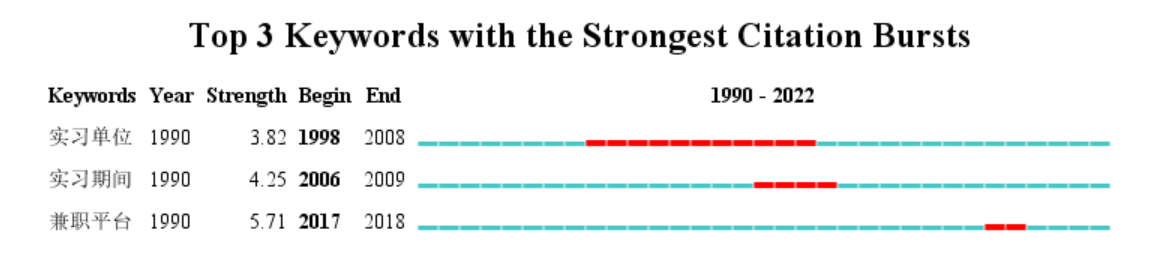 Top 3 Keywords with the Strongest Citation Bursts
Keywords Year Strength Begin End 1990 - 2022
实习单位 1990 3.82 1998 2008
实习期间 1990 4.25 2006 2009
兼职平台 1990 5.71 2017 2018